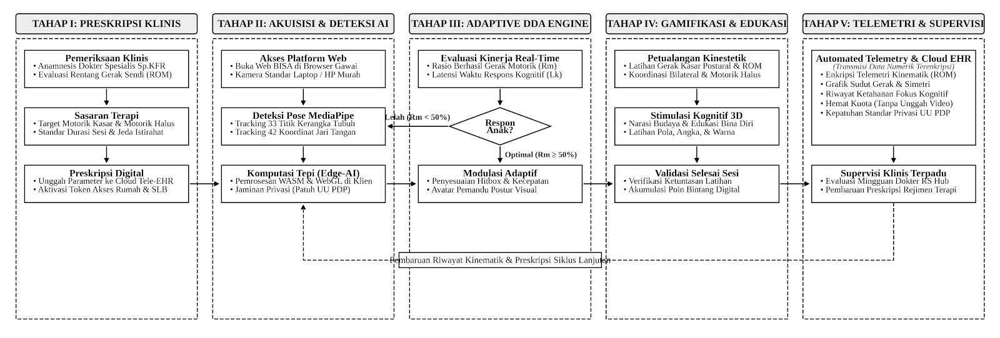 TAHAP I: PRESKRIPSI KLINIS
Pemeriksaan Klinis
• Anamnesis Dokter Spesialis Sp.KFR
• Evaluasi Rentang Gerak Sendi (ROM)
Sasaran Terapi
• Target Motorik Kasar & Motorik Halus
• Standar Durasi Sesi & Jeda Istirahat
Preskripsi Digital
• Unggah Parameter ke Cloud Tele-EHR
• Aktivasi Token Akses Rumah & SLB
TAHAP II: AKUISISI & DETEKSI AI
Akses Platform Web
• Buka Web BISA di Browser Gawai
• Kamera Standar Laptop / HP Murah
Deteksi Pose MediaPipe
• Tracking 33 Titik Kerangka Tubuh
• Tracking 42 Koordinat Jari Tangan
Komputasi Tepi (Edge-AI)
• Pemrosesan WASM & WebGL di Klien
• Jaminan Privasi (Patuh UU PDP)
TAHAP III: ADAPTIVE DDA ENGINE
Evaluasi Kinerja Real-Time
• Rasio Berhasil Gerak Motorik (Rm)
• Latensi Waktu Respons Kognitif (Lk)
Lelah (Rm < 50%)
Respon
Anak?
Optimal (Rm ≥ 50%)
Modulasi Adaptif
• Penyesuaian Hitbox & Kecepatan
• Avatar Pemandu Postur Visual
TAHAP IV: GAMIFIKASI & EDUKASI
Petualangan Kinestetik
• Latihan Gerak Kasar Postural & ROM
• Koordinasi Bilateral & Motorik Halus
Stimulasi Kognitif 3D
• Narasi Budaya & Edukasi Bina Diri
• Latihan Pola, Angka, & Warna
Validasi Selesai Sesi
• Verifikasi Ketuntasan Latihan
• Akumulasi Poin Bintang Digital
TAHAP V: TELEMETRI & SUPERVISI
Automated Telemetry & Cloud EHR
(Transmisi Data Numerik Terenkripsi)
• Enkripsi Telemetri Kinematik (ROM)
• Grafik Sudut Gerak & Simetri
• Riwayat Ketahanan Fokus Kognitif
• Hemat Kuota (Tanpa Unggah Video)
• Kepatuhan Standar Privasi UU PDP
Supervisi Klinis Terpadu
• Evaluasi Mingguan Dokter RS Hub
• Pembaruan Preskripsi Rejimen Terapi
Pembaruan Riwayat Kinematik & Preskripsi Siklus Lanjutan